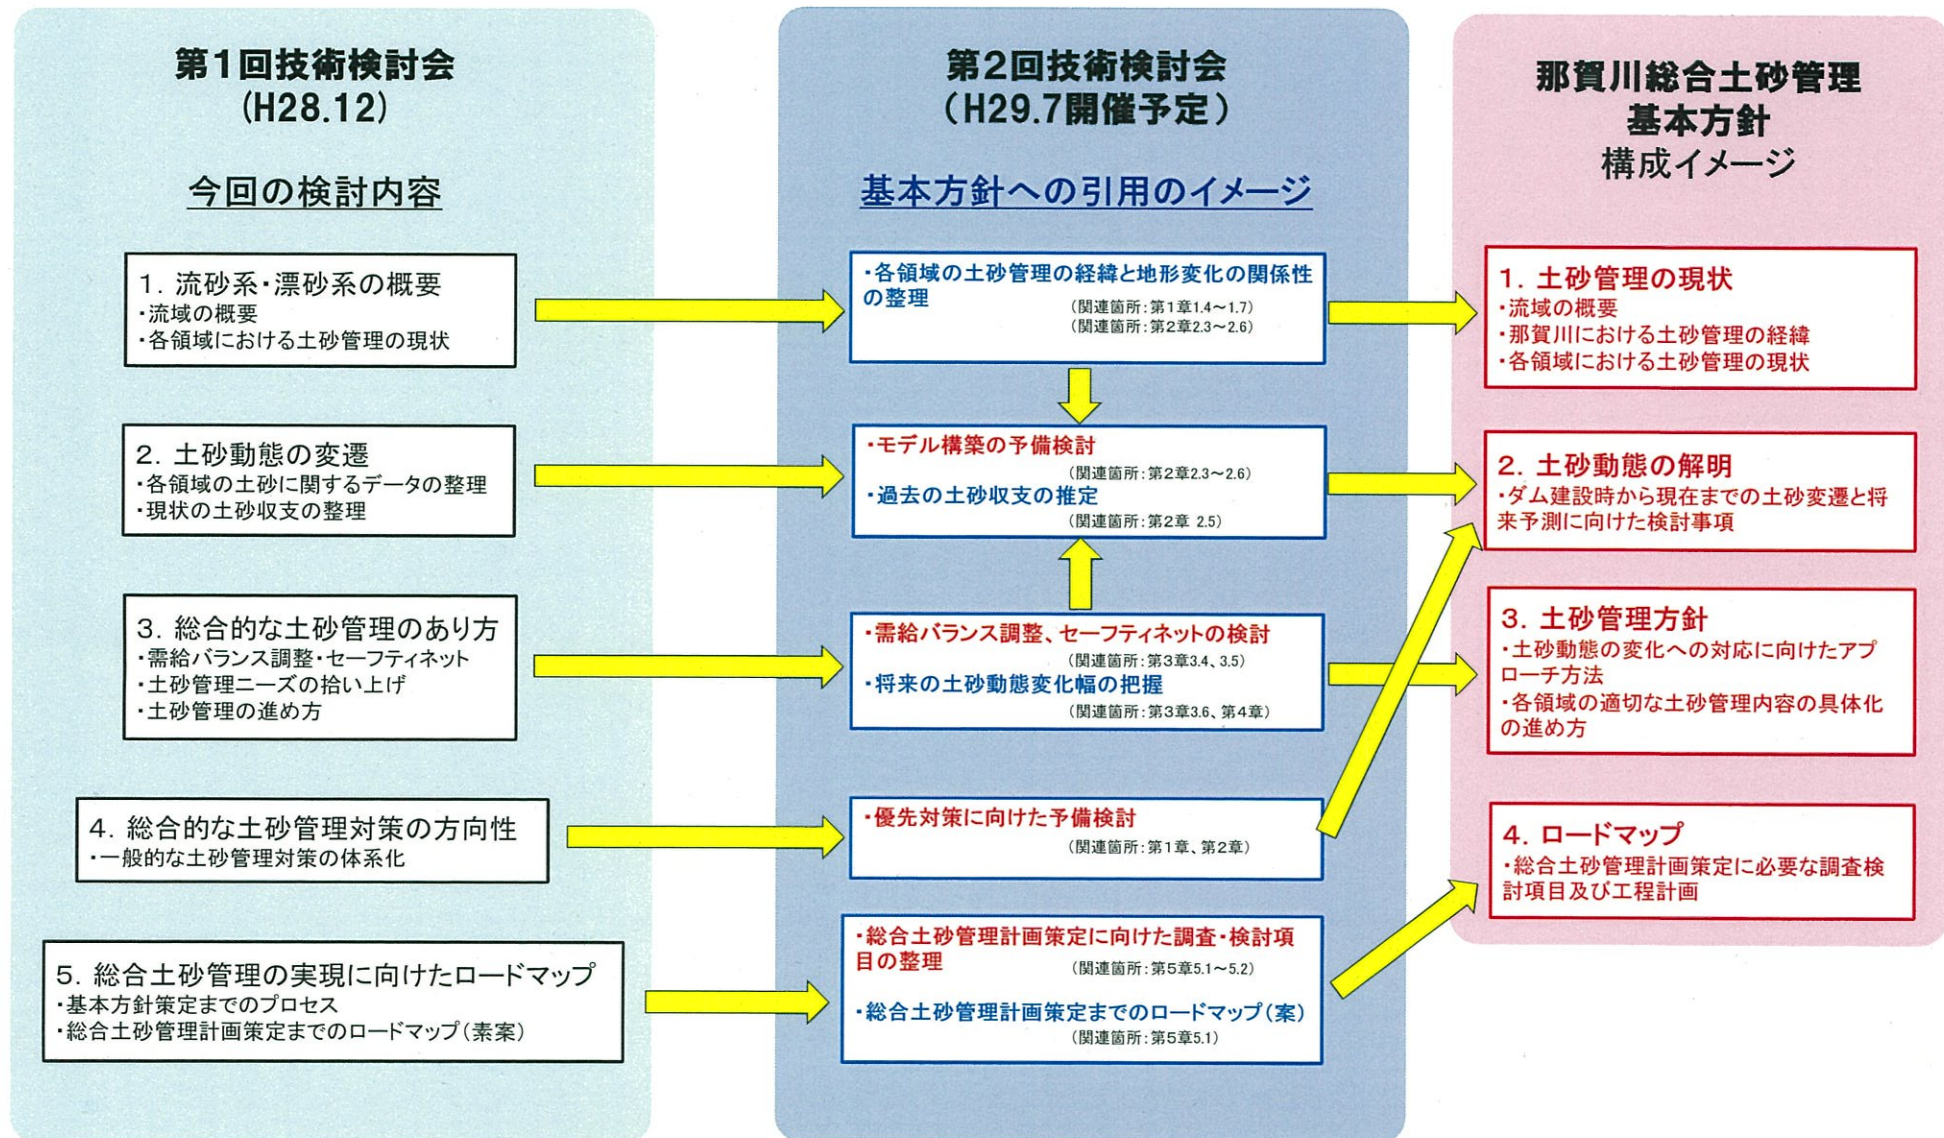 第1回技術検討会
(H28.12)
今回の検討内容
1. 流砂系・漂砂系の概要
・流域の概要
・各領域における土砂管理の現状
2. 土砂動態の変遷
・各領域の土砂に関するデータの整理
・現状の土砂収支の整理
3. 総合的な土砂管理のあり方
・需給バランス調整・セーフティネット
・土砂管理ニーズの拾い上げ
・土砂管理の進め方
4. 総合的な土砂管理対策の方向性
・一般的な土砂管理対策の体系化
5. 総合土砂管理の実現に向けたロードマップ
・基本方針策定までのプロセス
・総合土砂管理計画策定までのロードマップ(素案)
第2回技術検討会
(H29.7開催予定)
基本方針への引用のイメージ
・各領域の土砂管理の経緯と地形変化の関係性
の整理
(関連箇所:第1章1.4~1.7)
(関連箇所:第2章2.3~2.6)
・モデル構築の予備検討
(関連箇所:第2章2.3~2.6)
・過去の土砂収支の推定
(関連箇所:第2章 2.5)
・需給バランス調整、セーフティネットの検討
(関連箇所:第3章3.4、3.5)
・将来の土砂動態変化幅の把握
(関連箇所:第3章3.6、第4章)
・優先対策に向けた予備検討
(関連箇所:第1章、第2章)
・総合土砂管理計画策定に向けた調査・検討項
目の整理
(関連箇所:第5章5.1~5.2)
・総合土砂管理計画策定までのロードマップ(案)
(関連箇所:第5章5.1)
那賀川総合土砂管理
基本方針
構成イメージ
1. 土砂管理の現状
・流域の概要
・那賀川における土砂管理の経緯
・各領域における土砂管理の現状
2. 土砂動態の解明
・ダム建設時から現在までの土砂変遷と将
来予測に向けた検討事項
3. 土砂管理方針
・土砂動態の変化への対応に向けたアプ
ローチ方法
・各領域の適切な土砂管理内容の具体化
の進め方
4. ロードマップ
・総合土砂管理計画策定に必要な調査検
討項目及び工程計画